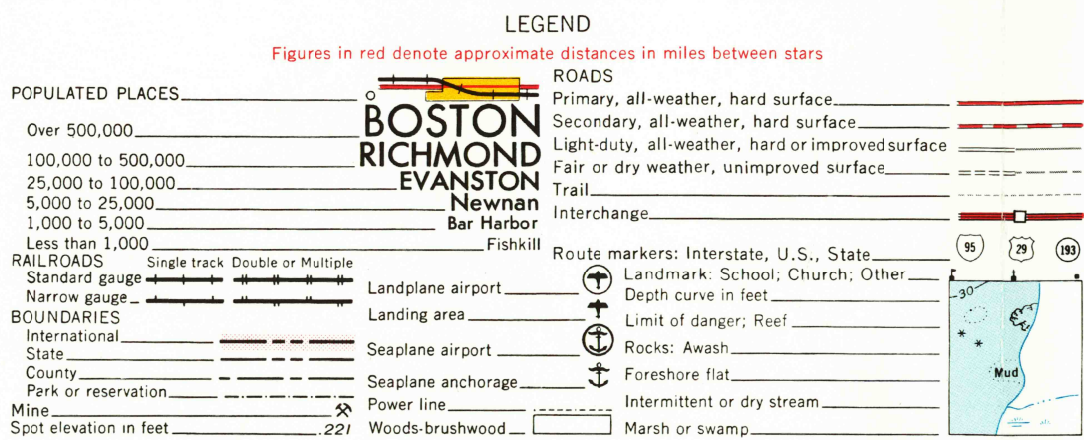 LEGEND
Figures in red denote approximate distances in miles between stars
POPULATED PLACES
Over 500,000 BOSTON
100,000 to 500,000 RICHMOND
25,000 to 100,000 EVANSTON
5,000 to 25,000 Newnan
1,000 to 5,000 Bar Harbor
Less than 1,000 Fishkill
RAILROADS Single track Double or Multiple
Standard gauge
Narrow gauge
BOUNDARIES
International
State
County
Park or reservation
Mine
Spot elevation in feet .221
Landplane airport
Landing area
Seaplane airport
Seaplane anchorage
Power line
Woods-brushwood
ROADS
Primary, all-weather, hard surface
Secondary, all-weather, hard surface
Light-duty, all-weather, hard or improved surface
Fair or dry weather, unimproved surface
Trail
Interchange
Route markers: Interstate, U.S., State 95 29 193
Landmark: School; Church; Other
Depth curve in feet
Limit of danger; Reef
Rocks: Awash
Foreshore flat
Intermittent or dry stream
Marsh or swamp
30
Mud